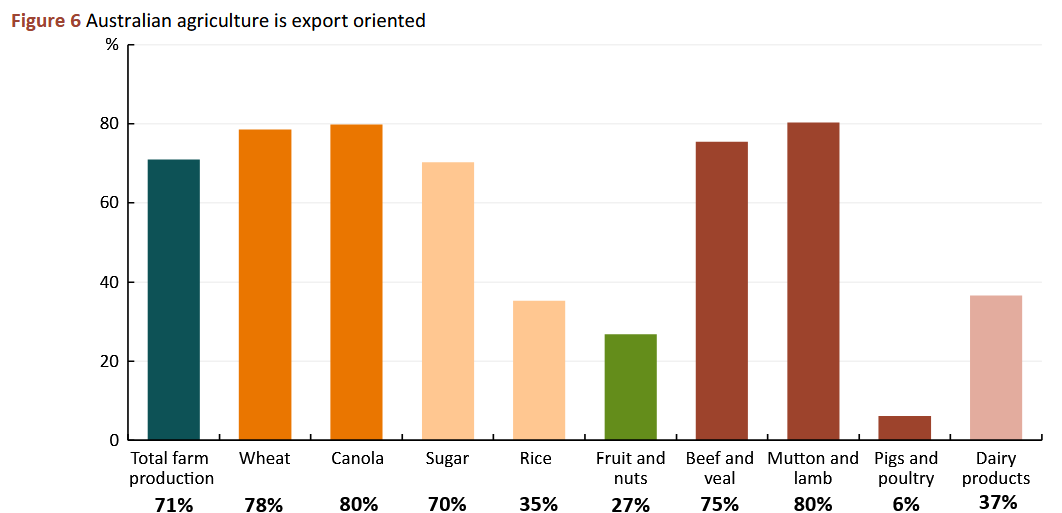 Figure 6 Australian agriculture is export oriented
%
80
60
40
20
0
Total farm production
Wheat
Canola
Sugar
Rice
Fruit and nuts
Beef and veal
Mutton and lamb
Pigs and poultry
Dairy products
71% 78% 80% 70% 35% 27% 75% 80% 6% 37%